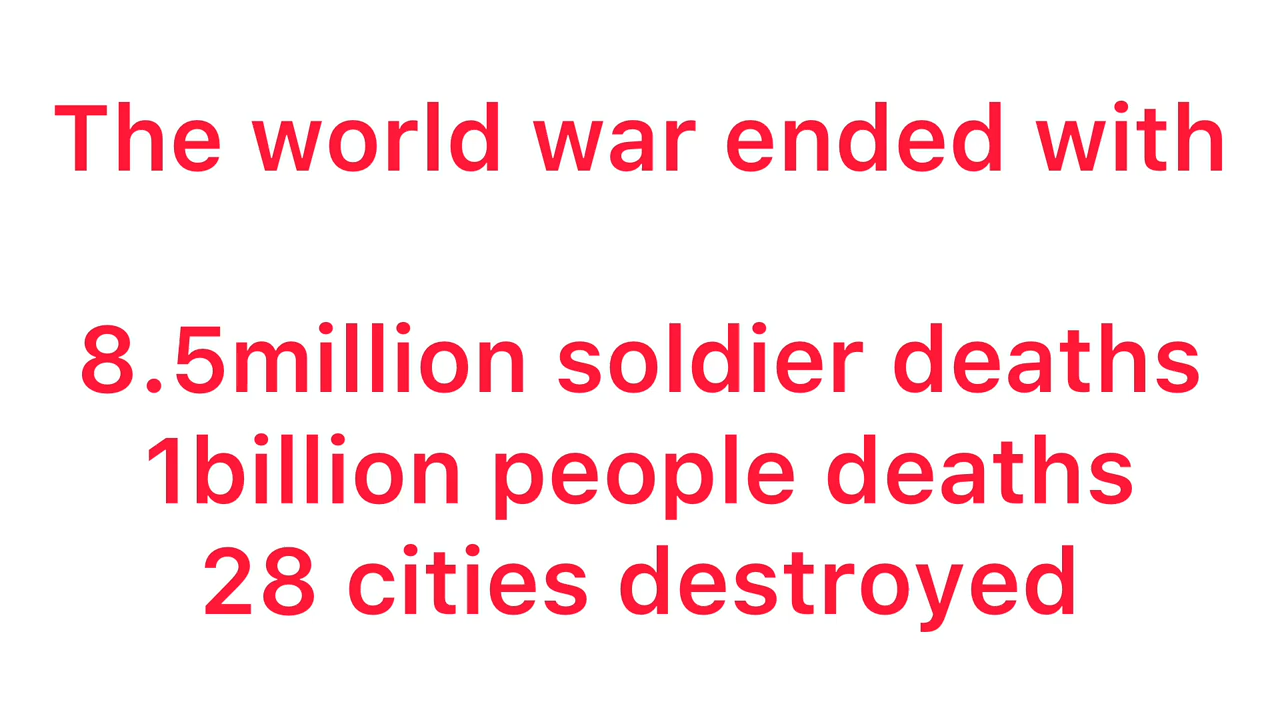 The world war ended with
8.5million soldier deaths
1billion people deaths
28 cities destroyed